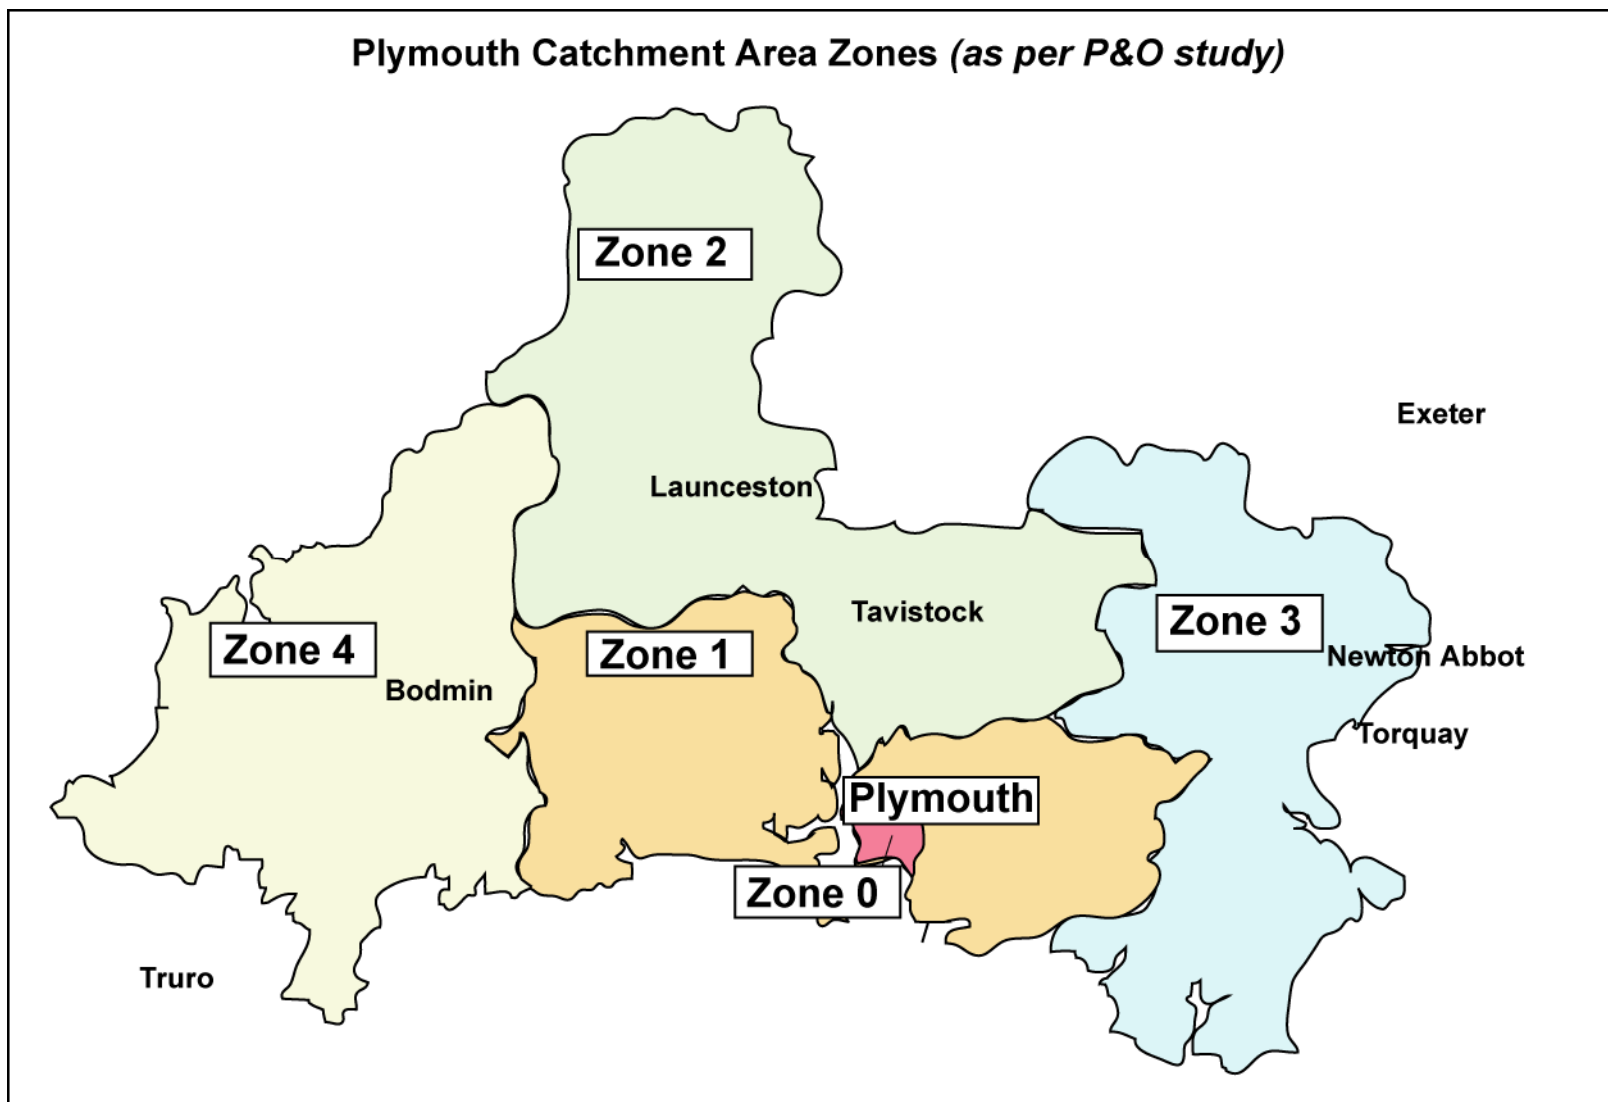 Plymouth Catchment Area Zones (as per P&O study)
Zone 2
Exeter
Launceston
Tavistock
Zone 3
Zone 4
Zone 1
Newton Abbot
Bodmin
Torquay
Plymouth
Zone 0
Truro